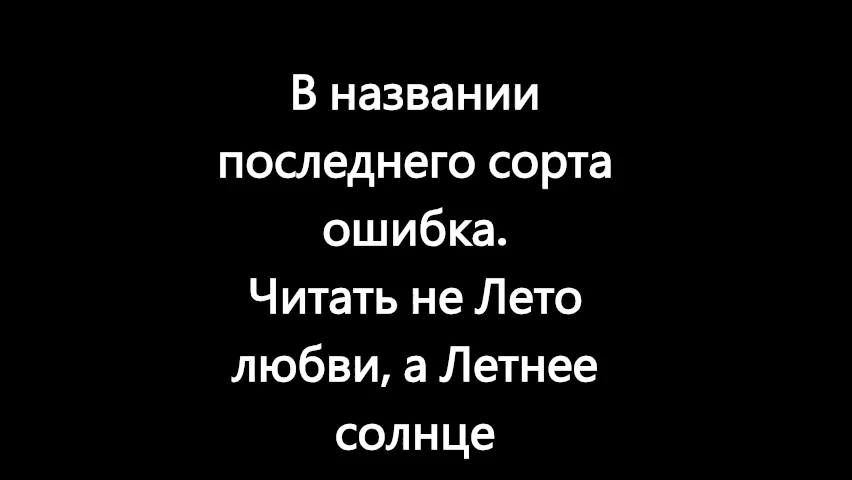 В названии
последнего сорта
ошибка.
Читать не Лето
любви, а Летнее
солнце